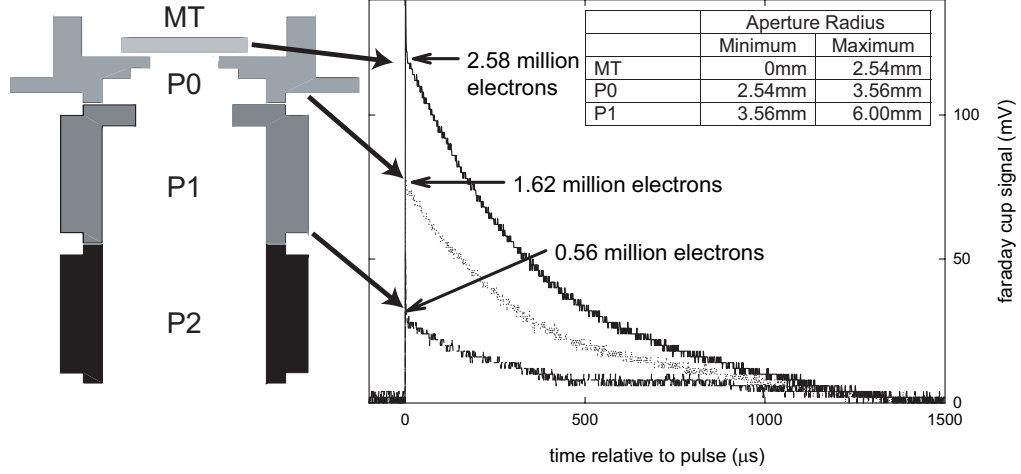 MT
P0
P1
P2
2.58 million
electrons
1.62 million electrons
0.56 million electrons
Aperture Radius
Minimum Maximum
MT 0mm 2.54mm
P0 2.54mm 3.56mm
P1 3.56mm 6.00mm
100
50
0
faraday cup signal (mV)
0 500 1000 1500
time relative to pulse (μs)